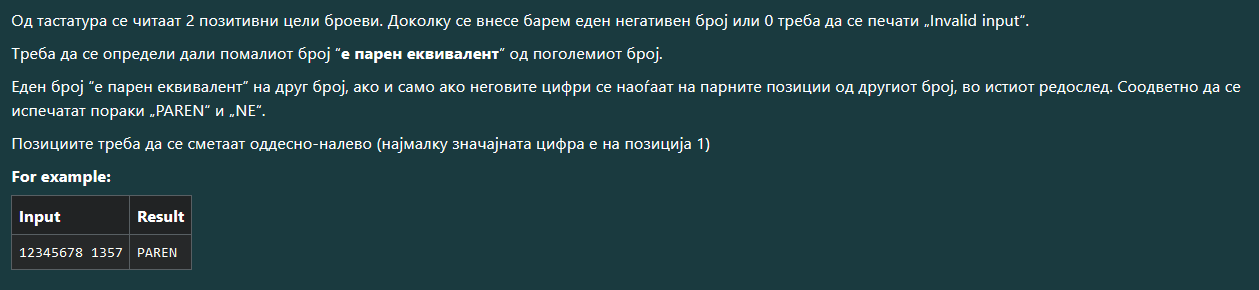 Од тастатура се читаат 2 позитивни цели броеви. Доколку се внесе барем еден негативен број или 0 треба да се печати „Invalid input“.
Треба да се определи дали помалиот број “е парен еквивалент” од поголемиот број.
Еден број “е парен еквивалент” на друг број, ако и само ако неговите цифри се наоѓаат на парните позиции од другиот број, во истиот редослед. Соодветно да се
испечатат пораки „PAREN“ и „NE“.
Позициите треба да се сметаат оддесно-налево (најмалку значајната цифра е на позиција 1)
For example:
Input Result
12345678 1357 PAREN